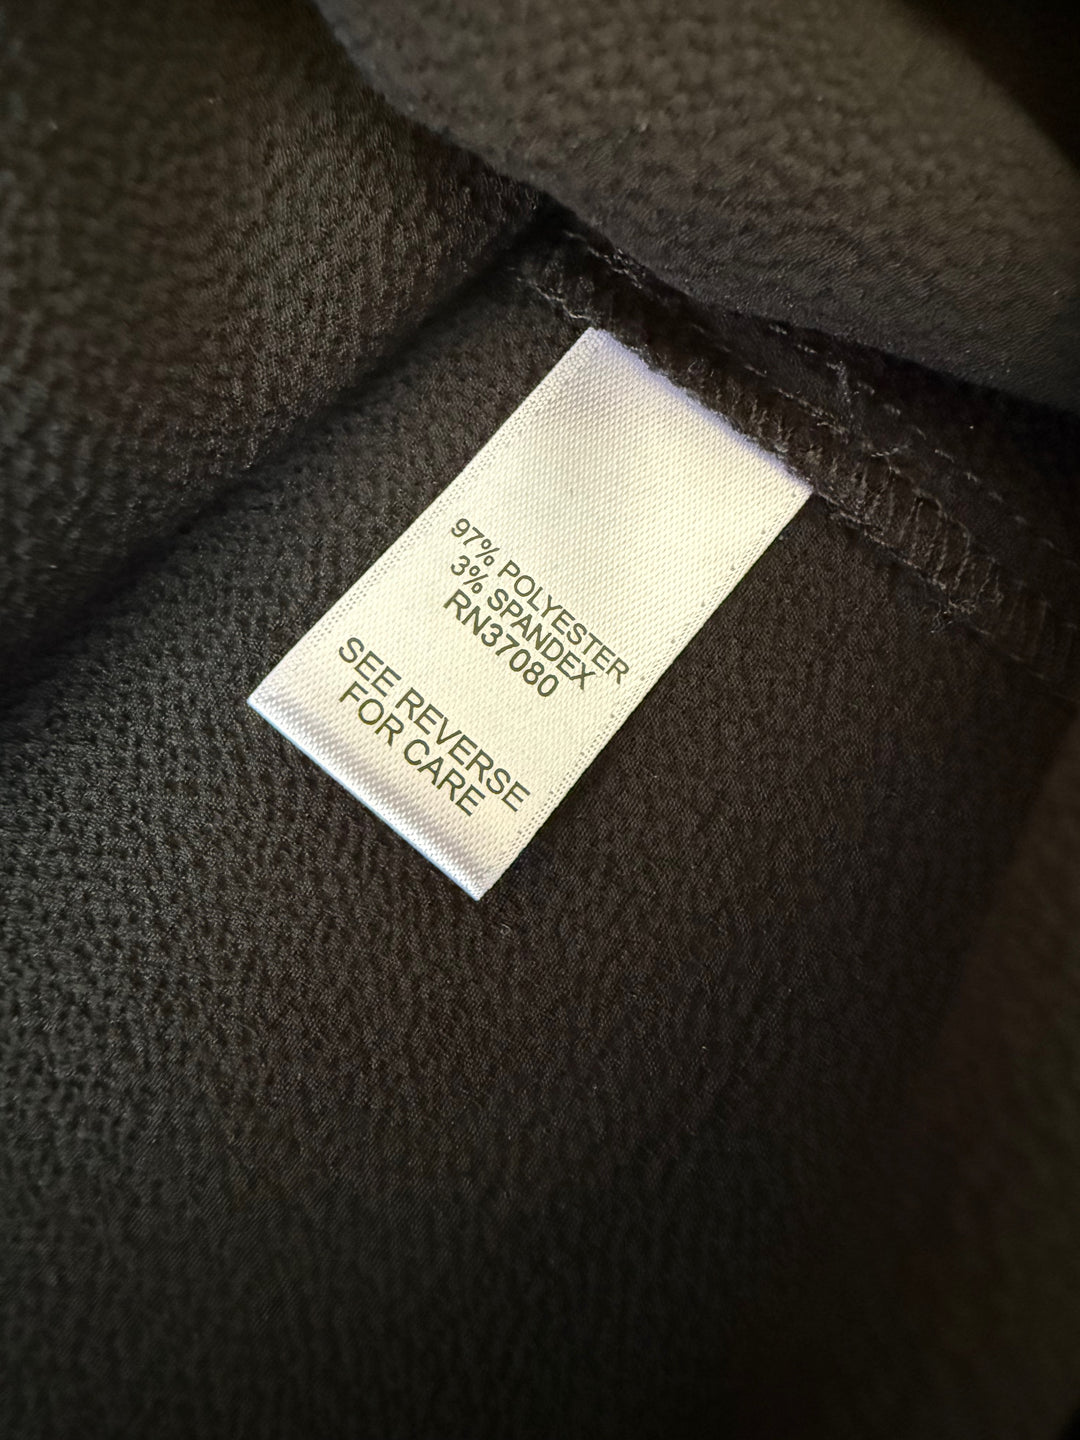 97% POLYESTER
3% SPANDEX
RN37080
SEE REVERSE
FOR CARE